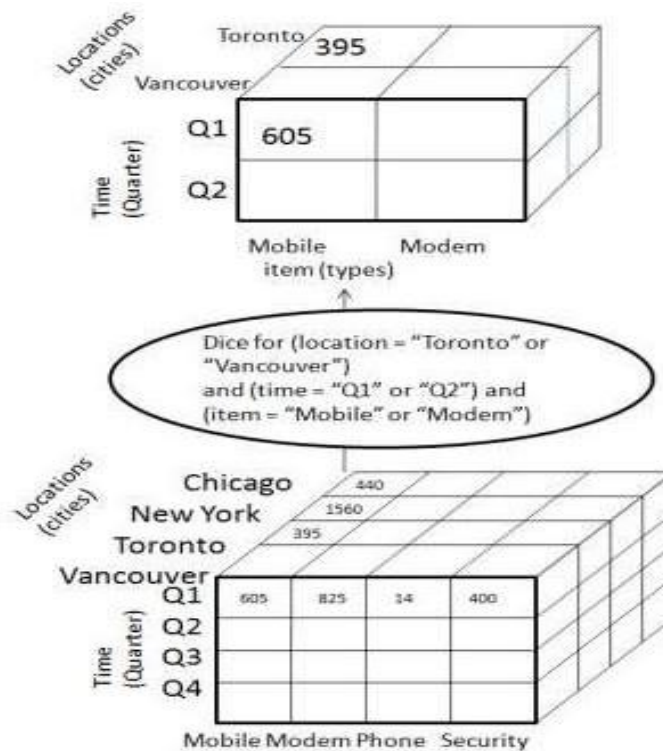 Locations
(cities)
Toronto
395
Vancouver
Time
(Quarter)
Q1
605
Q2
Mobile
Modem
item (types)
Dice for (location = “Toronto” or
“Vancouver”)
and (time = “Q1” or “Q2”) and
(item = “Mobile” or “Modem”)
Locations
(cities)
Chicago
440
New York
1560
Toronto
395
Vancouver
Time
(Quarter)
Q1 605 825 14 400
Q2
Q3
Q4
Mobile Modem Phone Security